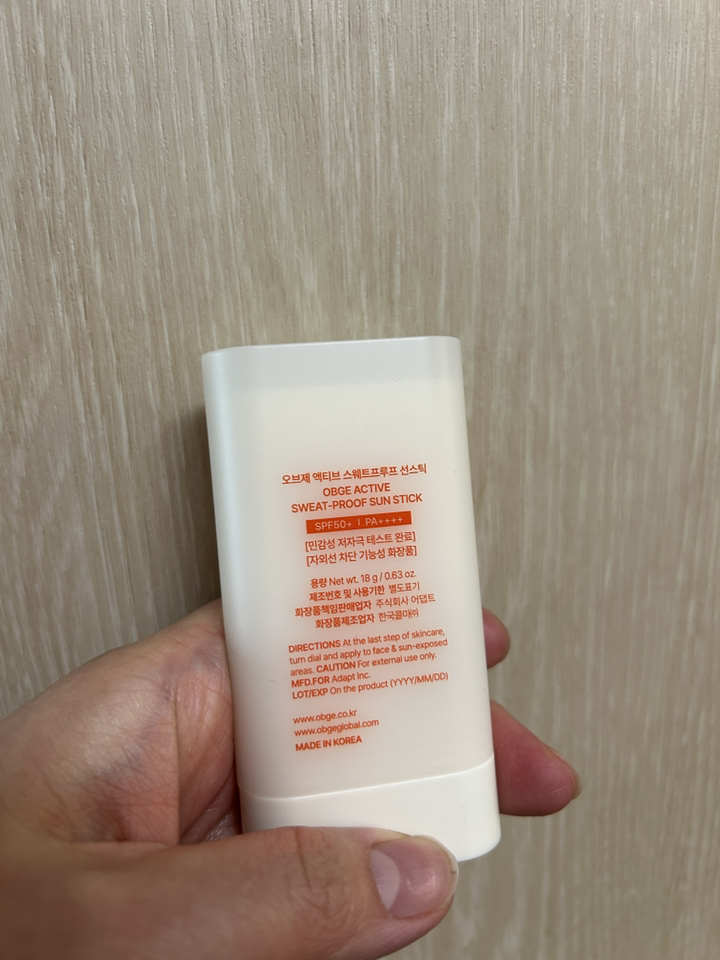 오브제 액티브 스웨트프루프 선스틱
OBGE ACTIVE
SWEAT-PROOF SUN STICK
SPF50+ | PA++++
[민감성 저자극 테스트 완료]
[자외선 차단 기능성 화장품]
용량 Net wt. 18 g / 0.63 oz.
제조번호 및 사용기한 별도표기
화장품책임판매업자 주식회사 어댑트
화장품제조업자 한국콜마㈜
DIRECTIONS At the last step of skincare,
turn dial and apply to face & sun-exposed
areas. CAUTION For external use only.
MFD.FOR Adapt Inc.
LOT/EXP On the product (YYYY/MM/DD)
www.obge.co.kr
www.obgeglobal.com
MADE IN KOREA